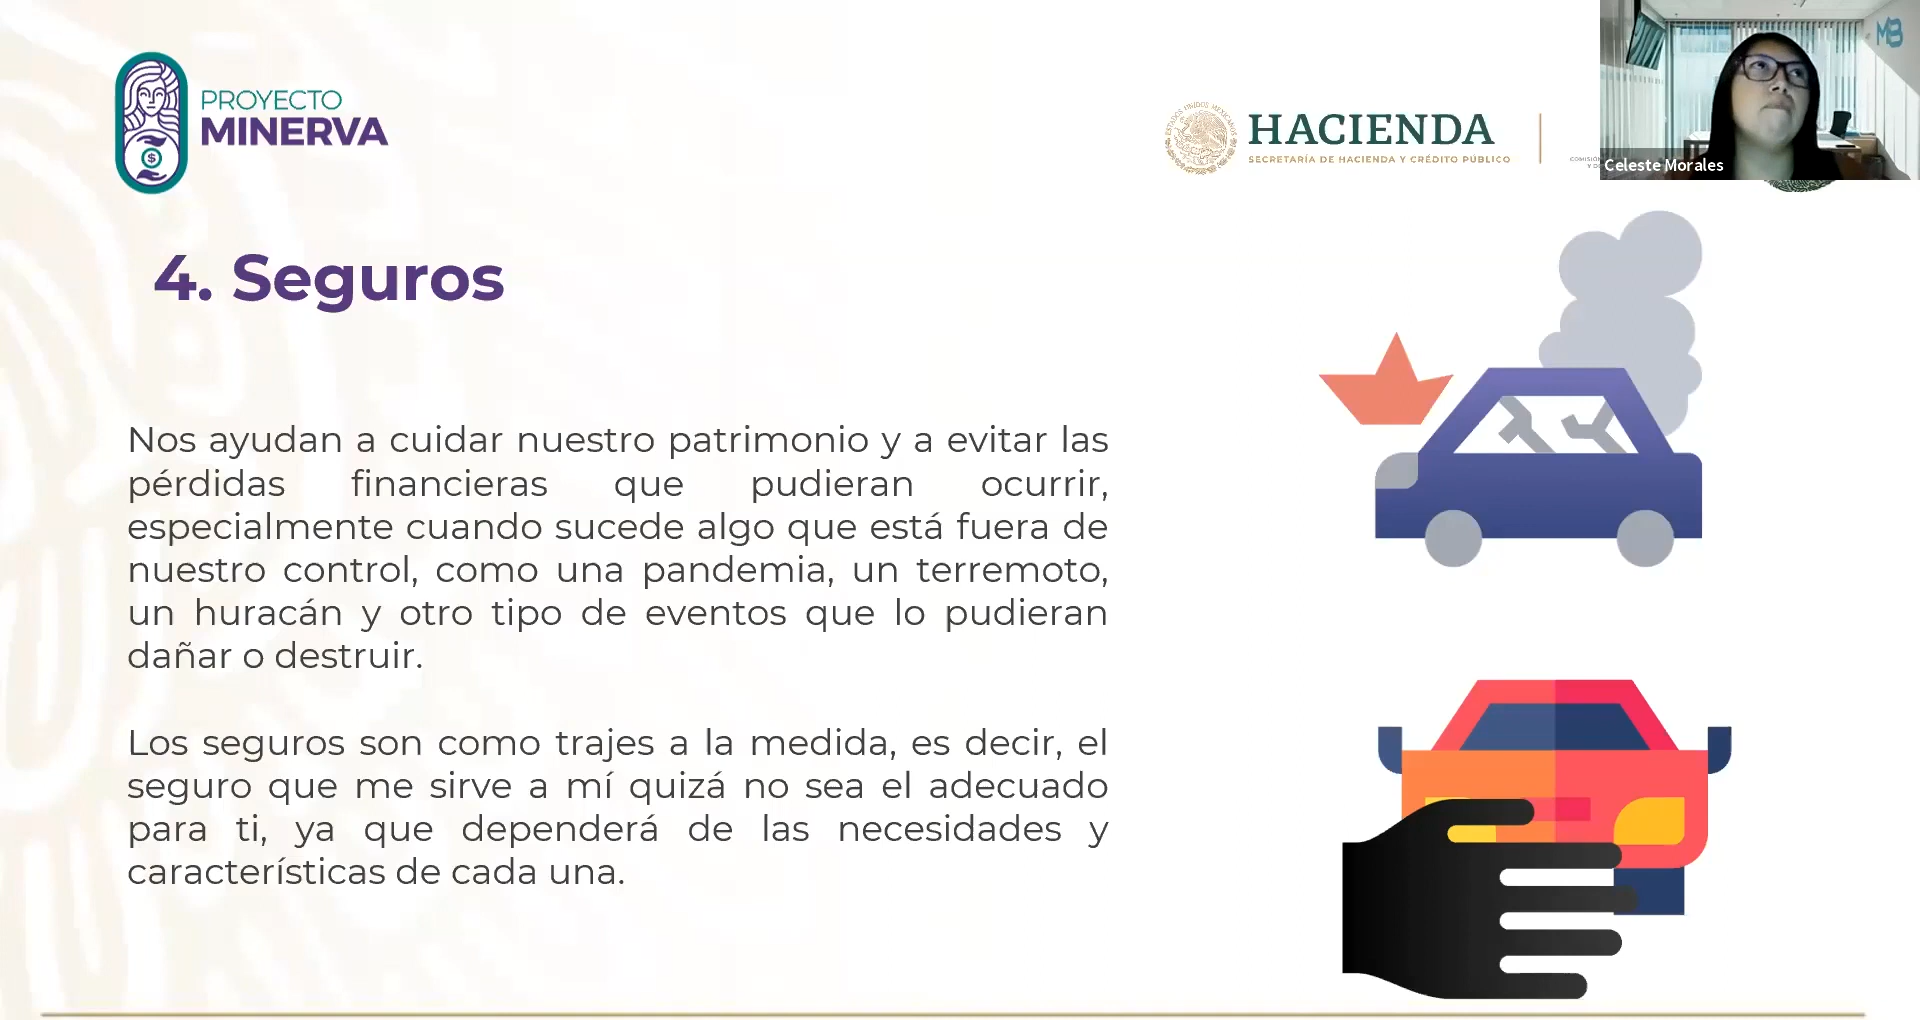 PROYECTO
MINERVA
HACIENDA
SECRETARÍA DE HACIENDA Y CRÉDITO PÚBLICO
ESTADOS UNIDOS MEXICANOS
MB
Celeste Morales
4. Seguros
Nos ayudan a cuidar nuestro patrimonio y a evitar las
pérdidas financieras que pudieran ocurrir,
especialmente cuando sucede algo que está fuera de
nuestro control, como una pandemia, un terremoto,
un huracán y otro tipo de eventos que lo pudieran
dañar o destruir.
Los seguros son como trajes a la medida, es decir, el
seguro que me sirve a mí quizá no sea el adecuado
para ti, ya que dependerá de las necesidades y
características de cada una.